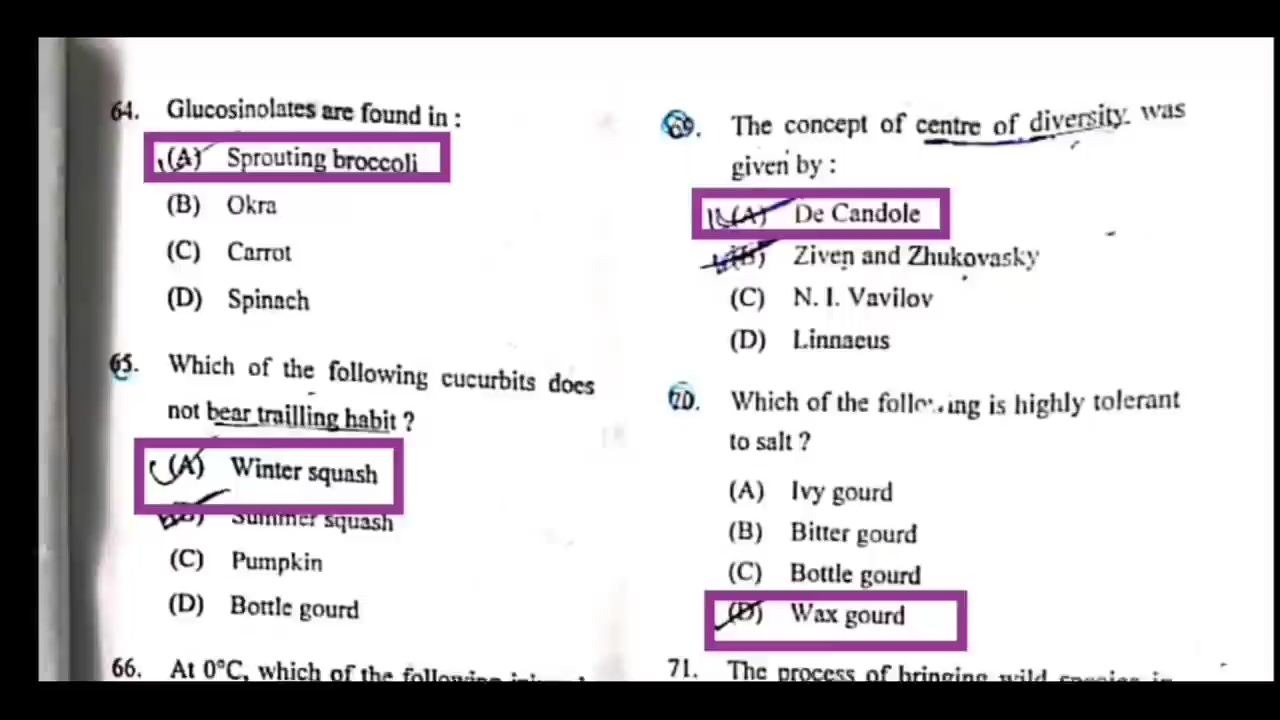 64. Glucosinolates are found in :
(A) Sprouting broccoli
(B) Okra
(C) Carrot
(D) Spinach
65. Which of the following cucurbits does
not bear trailling habit ?
(A) Winter squash
(B) Summer squash
(C) Pumpkin
(D) Bottle gourd
66. At 0°C, which of the following
69. The concept of centre of diversity was
given by :
(A) De Candole
(B) Ziven and Zhukovasky
(C) N. I. Vavilov
(D) Linnaeus
70. Which of the following is highly tolerant
to salt ?
(A) Ivy gourd
(B) Bitter gourd
(C) Bottle gourd
(D) Wax gourd
71. The process of bringing wild species in